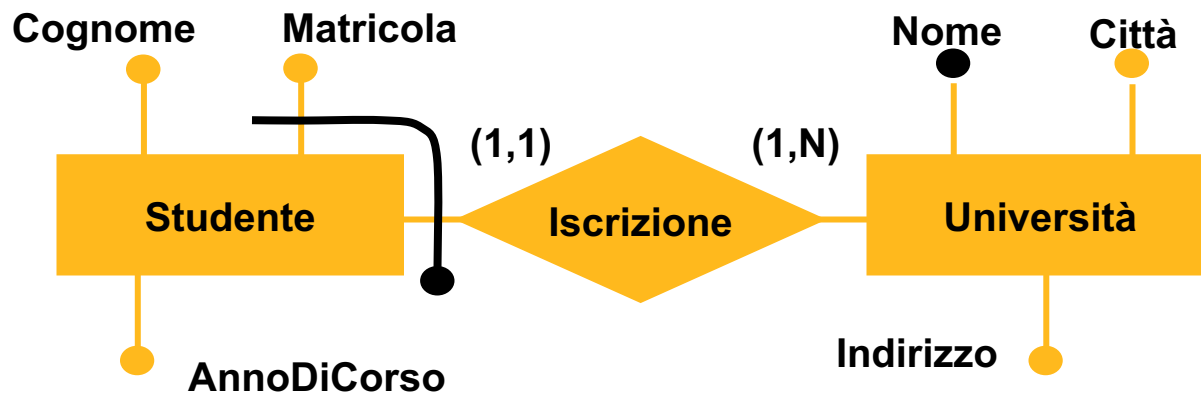 Cognome Matricola Nome Città
(1,1) (1,N)
Studente Iscrizione Università
AnnoDiCorso Indirizzo